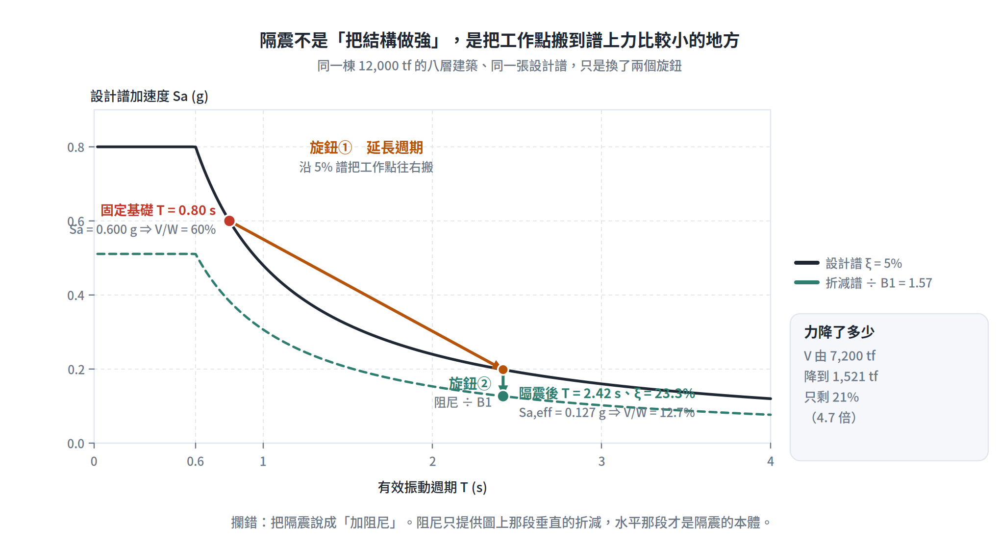 隔震不是「把結構做強」，是把工作點搬到譜上力比較小的地方
同一棟 12,000 tf 的八層建築、同一張設計譜，只是換了兩個旋鈕
設計譜加速度 Sa (g)
0.8
0.6
0.4
0.2
0.0
旋鈕① 延長週期
沿 5% 譜把工作點往右搬
固定基礎 T = 0.80 s
Sa = 0.600 g ⇒ V/W = 60%
旋鈕②
阻尼 ÷ B1
隔震後 T = 2.42 s、ξ = 23.3%
Sa,eff = 0.127 g ⇒ V/W = 12.7%
0
0.6
1
2
3
4
有效振動週期 T (s)
設計譜 ξ = 5%
折減譜 ÷ B1 = 1.57
力降了多少
V 由 7,200 tf
降到 1,521 tf
只剩 21%
（4.7 倍）
攔錯：把隔震說成「加阻尼」。阻尼只提供圖上那段垂直的折減，水平那段才是隔震的本體。